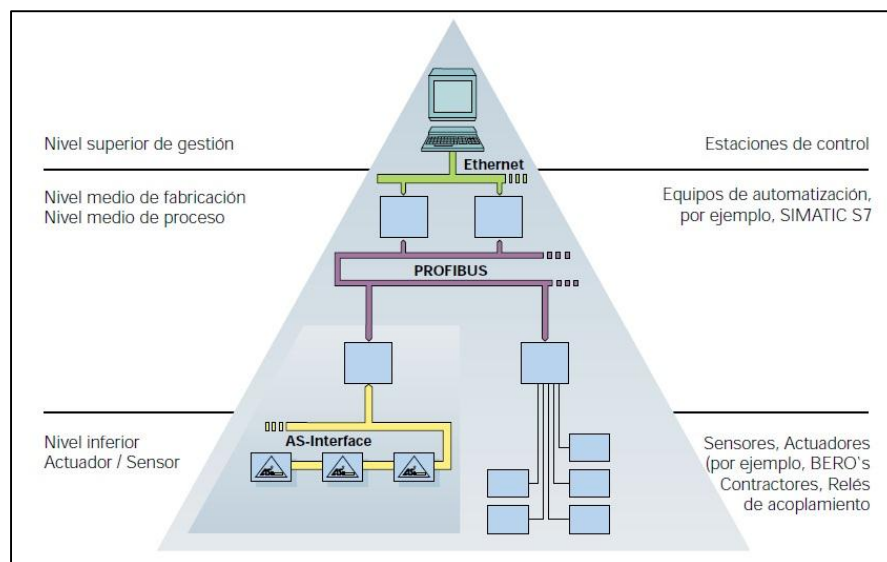 Nivel superior de gestión
Estaciones de control
Ethernet
Nivel medio de fabricación
Nivel medio de proceso
Equipos de automatización,
por ejemplo, SIMATIC S7
PROFIBUS
AS-Interface
Nivel inferior
Actuador / Sensor
Sensores, Actuadores
(por ejemplo, BERO's
Contractores, Relés
de acoplamiento